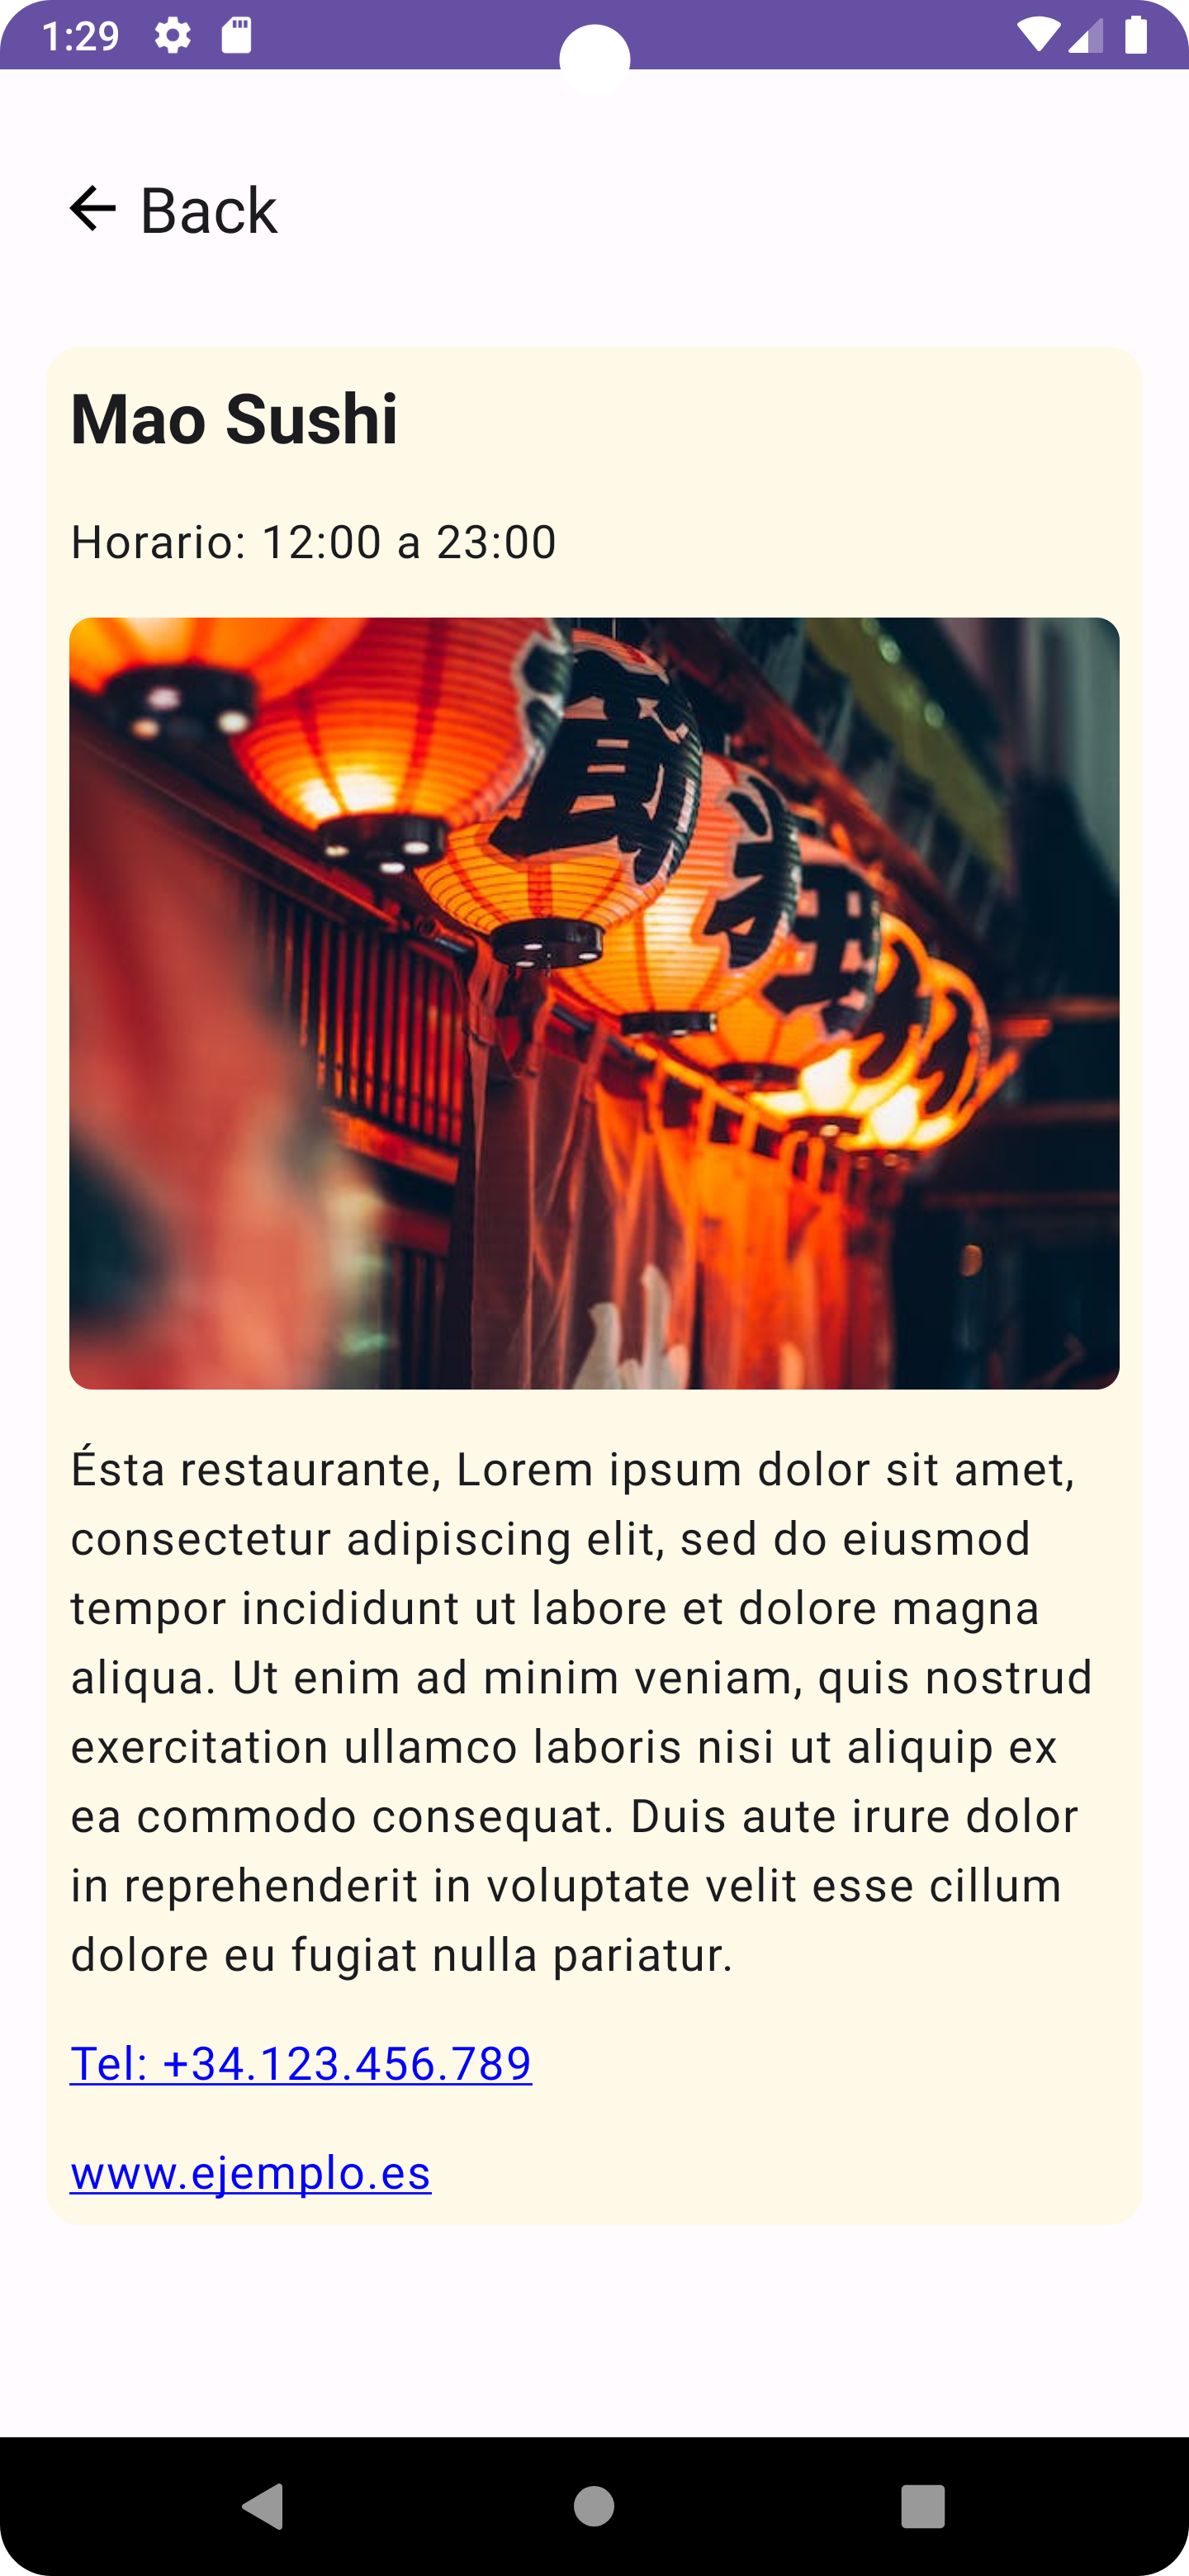 1:29
Back
Mao Sushi
Horario: 12:00 a 23:00
Ésta restaurante, Lorem ipsum dolor sit amet,
consectetur adipiscing elit, sed do eiusmod
tempor incididunt ut labore et dolore magna
aliqua. Ut enim ad minim veniam, quis nostrud
exercitation ullamco laboris nisi ut aliquip ex
ea commodo consequat. Duis aute irure dolor
in reprehenderit in voluptate velit esse cillum
dolore eu fugiat nulla pariatur.
Tel: +34.123.456.789
www.ejemplo.es